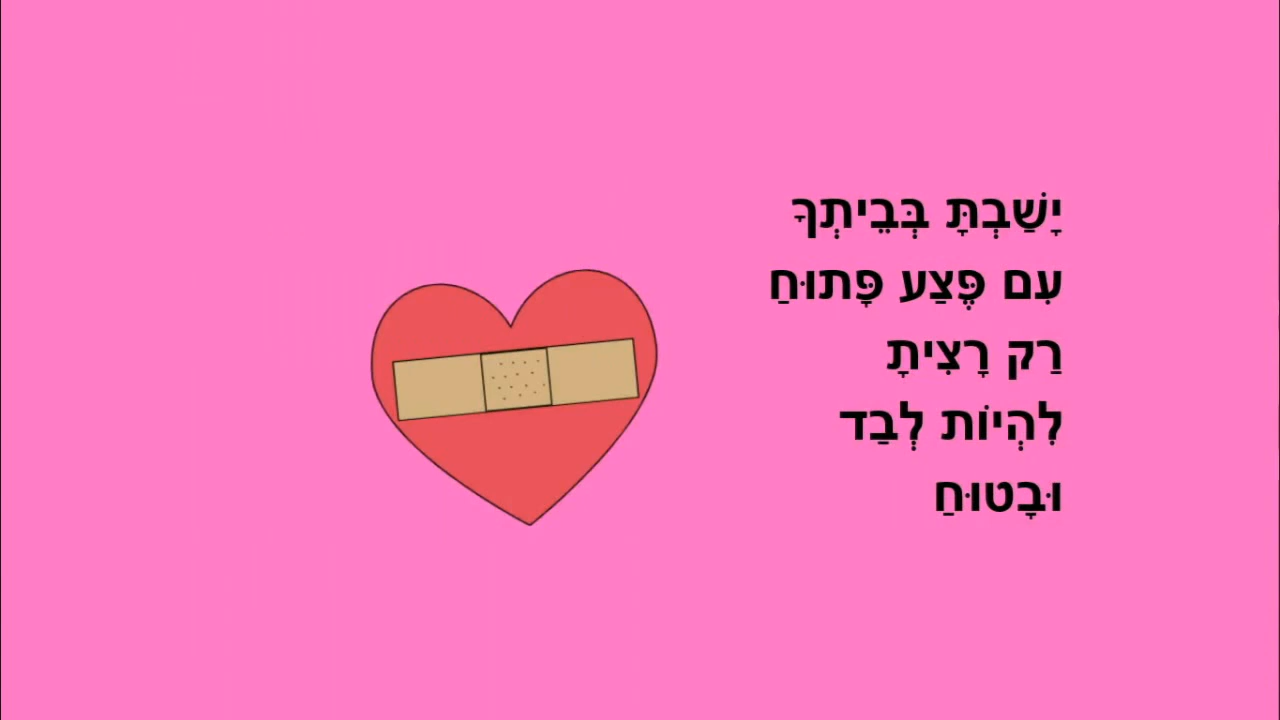 יָשַׁבְתָּ בְּבֵיתְךָ
עִם פֶּצַע פָּתוּחַ
רַק רָצִיתָ
לִהְיוֹת לְבַד
וּבָטוּחַ